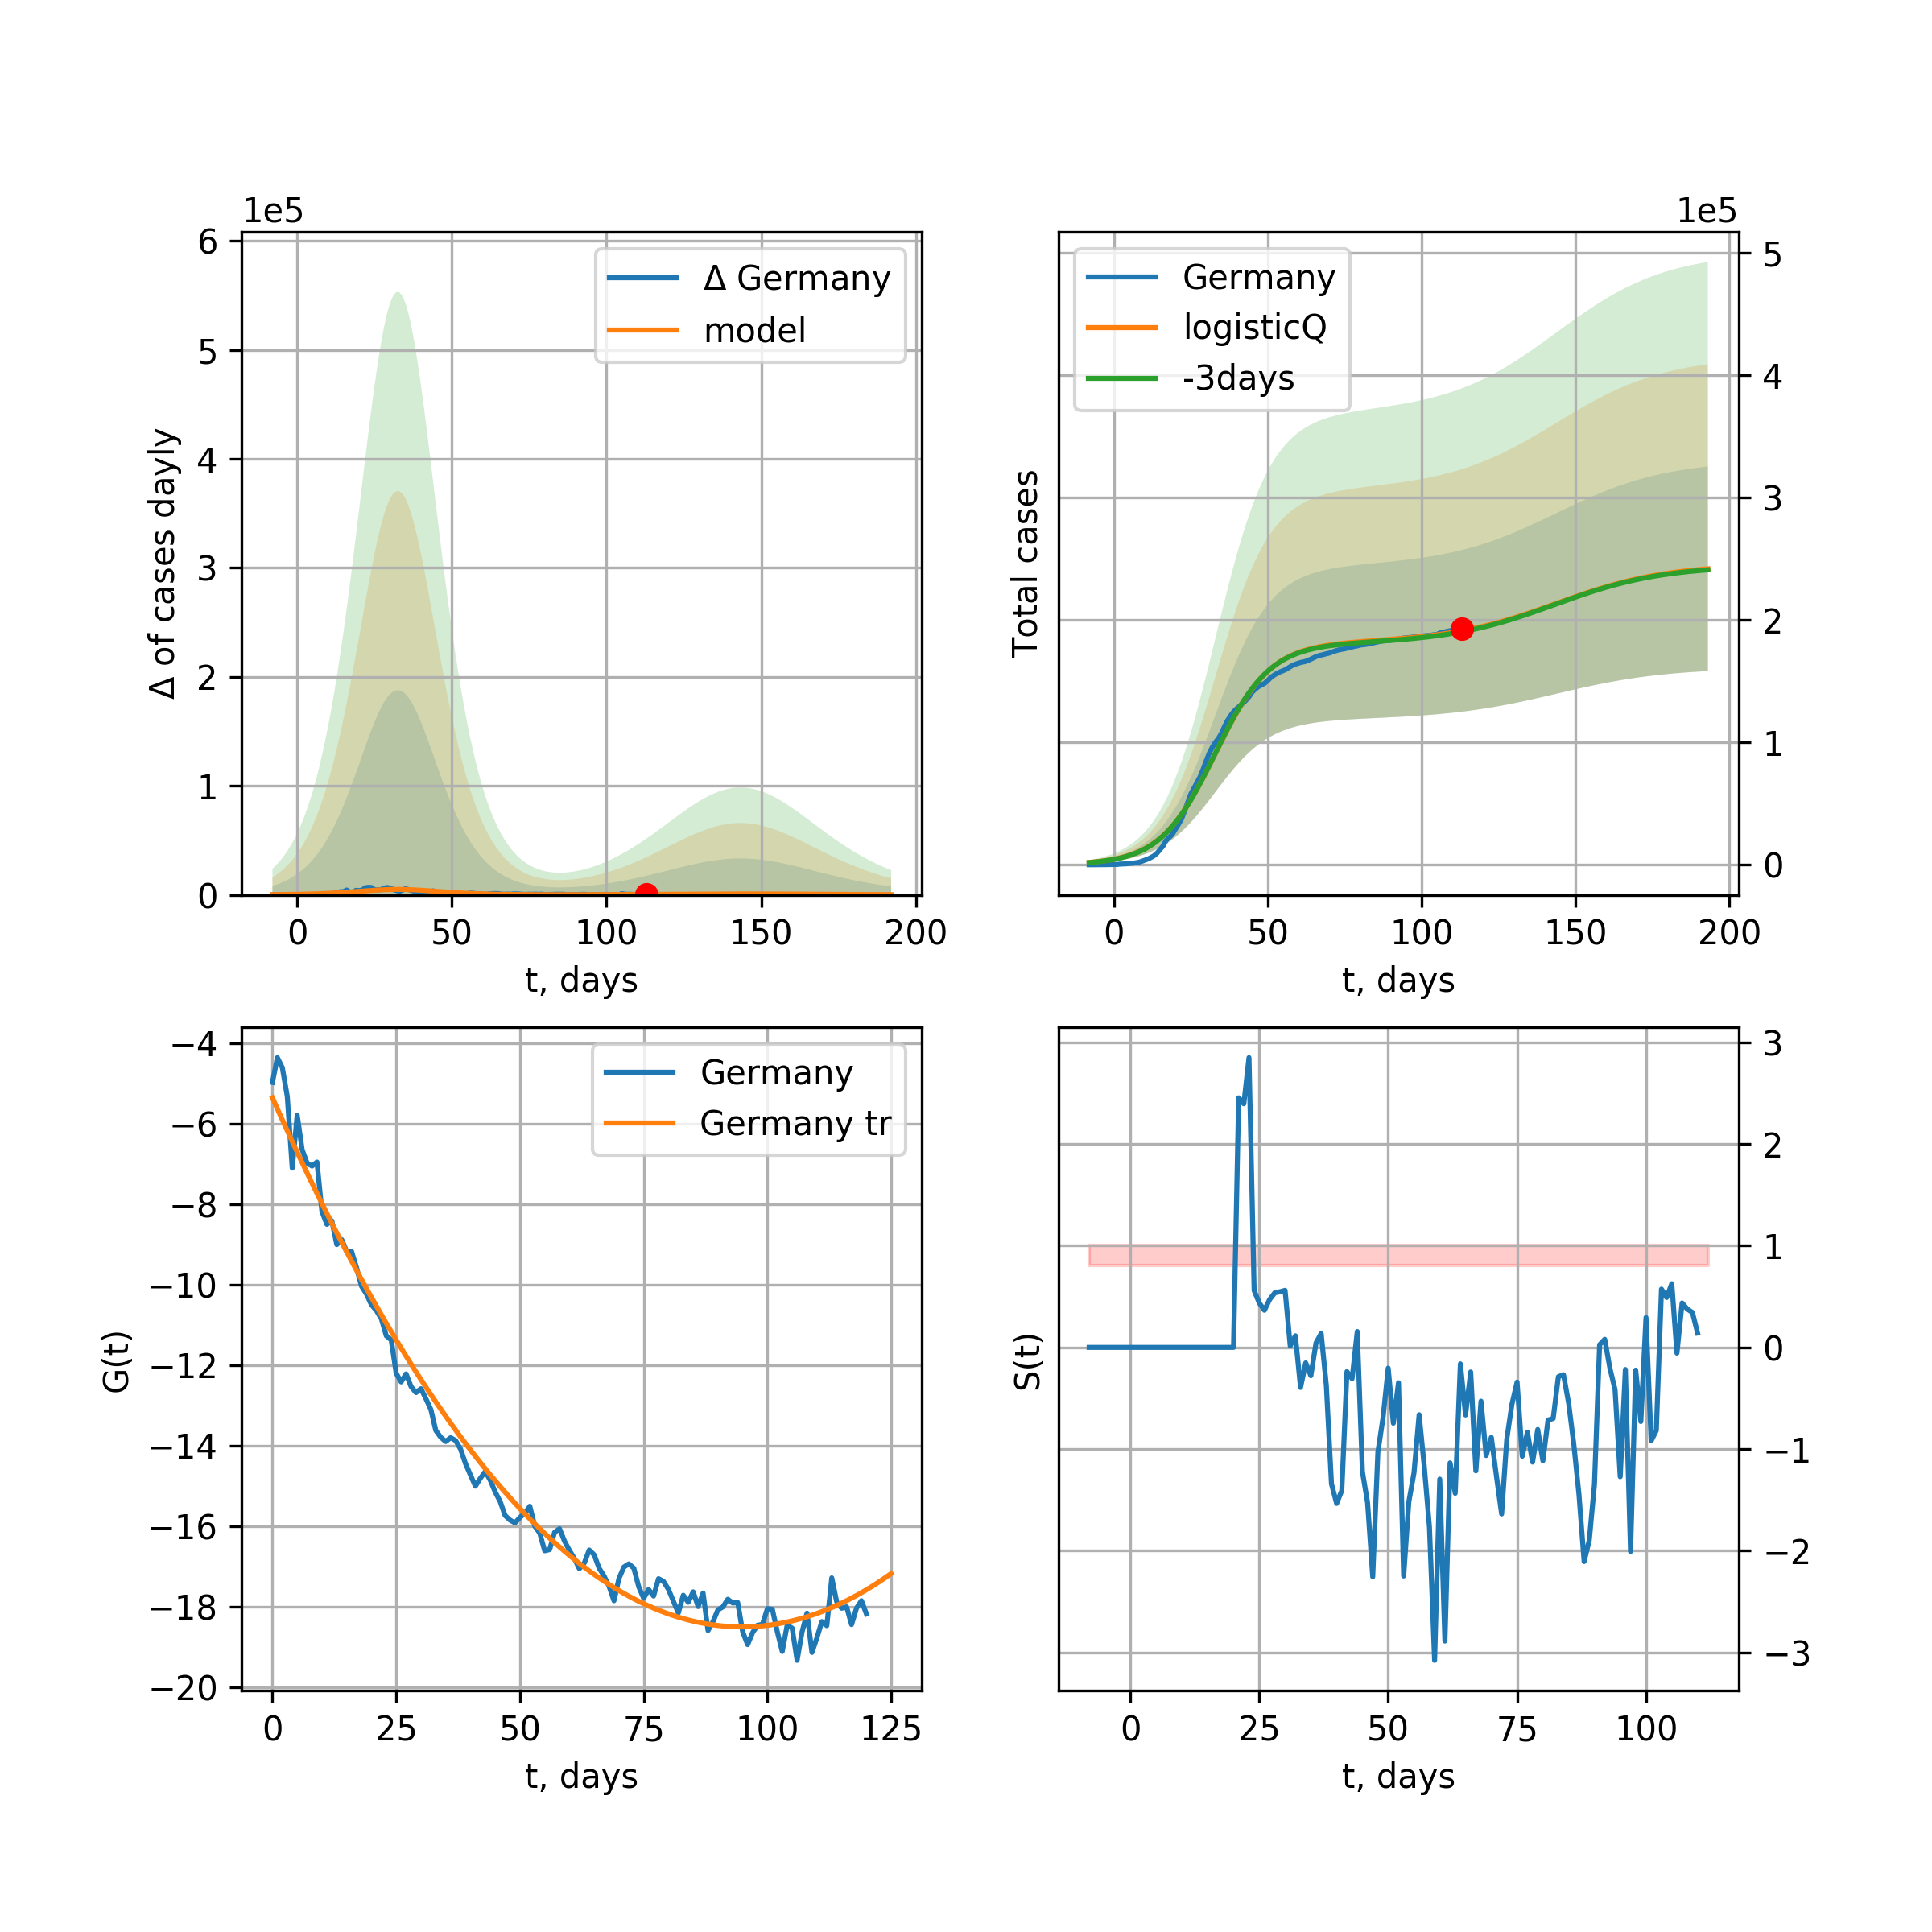 1e5
6
5
4
3
2
1
0
Δ of cases dayly
Δ Germany
model
0 50 100 150 200
t, days
1e5
Total cases
Germany
logisticQ
-3days
5
4
3
2
1
0
0 50 100 150 200
t, days
−4
−6
−8
−10
−12
−14
−16
−18
−20
G(t)
Germany
Germany tr
0 25 50 75 100 125
t, days
S(t)
3
2
1
0
−1
−2
−3
0 25 50 75 100
t, days